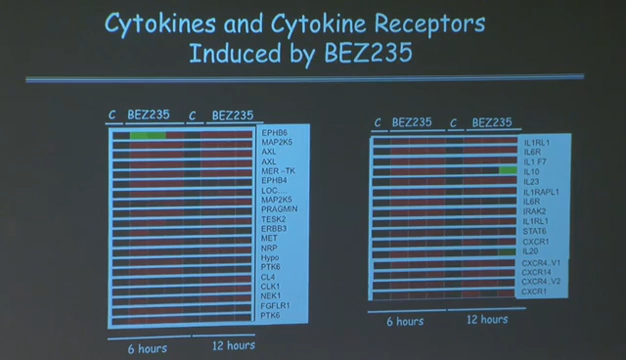 Cytokines and Cytokine Receptors
Induced by BEZ235
C BEZ235 C BEZ235
EPHB6
MAP2K5
AXL
AXL
MER –TK
EPHB4
LOC....
MAP2K5
PRAGMIN
TESK2
ERBB3
MET
NRP
Hypo
PTK6
CL4
CLK1
NEK1
FGFLR1
PTK6
6 hours 12 hours
C BEZ235 C BEZ235
IL1RL1
IL6R
IL1 F7
IL10
IL23
IL1RAPL1
IL6R
IRAK2
IL1RL1
STAT6
CXCR1
IL20
CXCR4_V1
CXCR14
CXCR4_V2
CXCR1
6 hours 12 hours